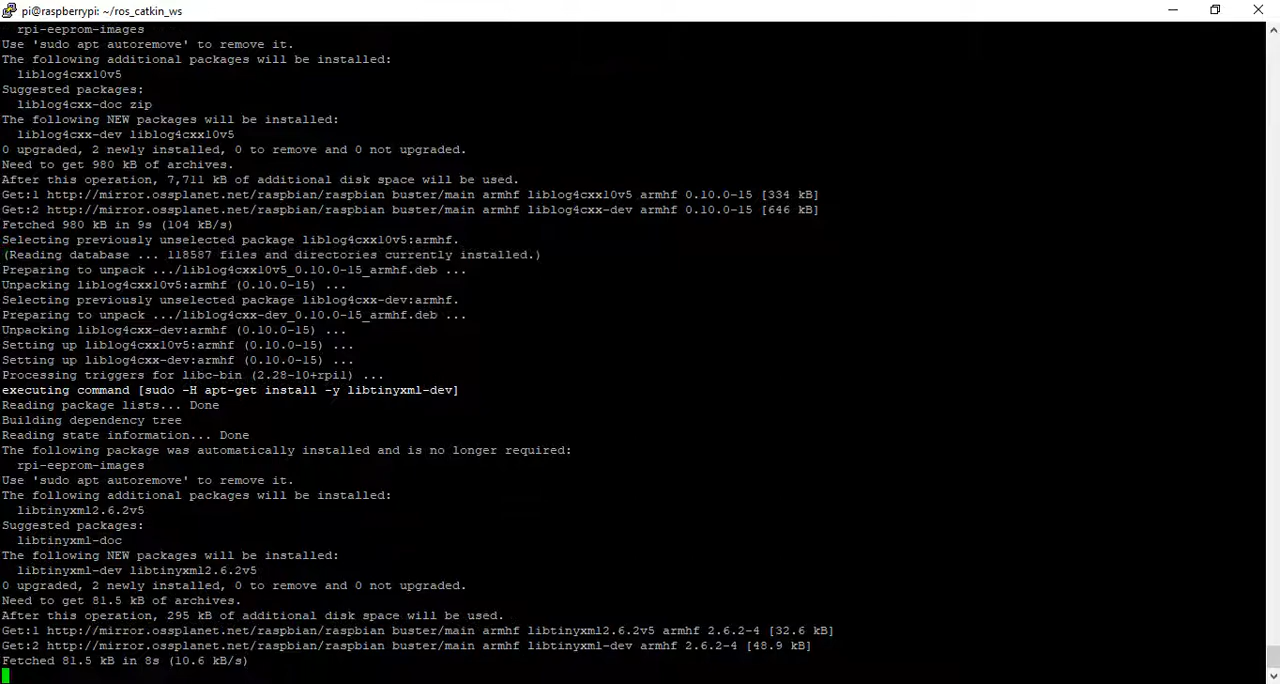 pi@raspberrypi: ~/ros_catkin_ws
rpi-eeprom-images
Use 'sudo apt autoremove' to remove it.
The following additional packages will be installed:
liblog4cxx10v5
Suggested packages:
liblog4cxx-doc zip
The following NEW packages will be installed:
liblog4cxx-dev liblog4cxx10v5
0 upgraded, 2 newly installed, 0 to remove and 0 not upgraded.
Need to get 980 kB of archives.
After this operation, 7,711 kB of additional disk space will be used.
Get:1 http://mirror.ossplanet.net/raspbian/raspbian buster/main armhf liblog4cxx10v5 armhf 0.10.0-15 [334 kB]
Get:2 http://mirror.ossplanet.net/raspbian/raspbian buster/main armhf liblog4cxx-dev armhf 0.10.0-15 [646 kB]
Fetched 980 kB in 9s (104 kB/s)
Selecting previously unselected package liblog4cxx10v5:armhf.
(Reading database ... 118587 files and directories currently installed.)
Preparing to unpack .../liblog4cxx10v5_0.10.0-15_armhf.deb ...
Unpacking liblog4cxx10v5:armhf (0.10.0-15) ...
Selecting previously unselected package liblog4cxx-dev:armhf.
Preparing to unpack .../liblog4cxx-dev_0.10.0-15_armhf.deb ...
Unpacking liblog4cxx-dev:armhf (0.10.0-15) ...
Setting up liblog4cxx10v5:armhf (0.10.0-15) ...
Setting up liblog4cxx-dev:armhf (0.10.0-15) ...
Processing triggers for libc-bin (2.28-10+rpi1) ...
executing command [sudo -H apt-get install -y libtinyxml-dev]
Reading package lists... Done
Building dependency tree
Reading state information... Done
The following package was automatically installed and is no longer required:
rpi-eeprom-images
Use 'sudo apt autoremove' to remove it.
The following additional packages will be installed:
libtinyxml2.6.2v5
Suggested packages:
libtinyxml-doc
The following NEW packages will be installed:
libtinyxml-dev libtinyxml2.6.2v5
0 upgraded, 2 newly installed, 0 to remove and 0 not upgraded.
Need to get 81.5 kB of archives.
After this operation, 295 kB of additional disk space will be used.
Get:1 http://mirror.ossplanet.net/raspbian/raspbian buster/main armhf libtinyxml2.6.2v5 armhf 2.6.2-4 [32.6 kB]
Get:2 http://mirror.ossplanet.net/raspbian/raspbian buster/main armhf libtinyxml-dev armhf 2.6.2-4 [48.9 kB]
Fetched 81.5 kB in 8s (10.6 kB/s)